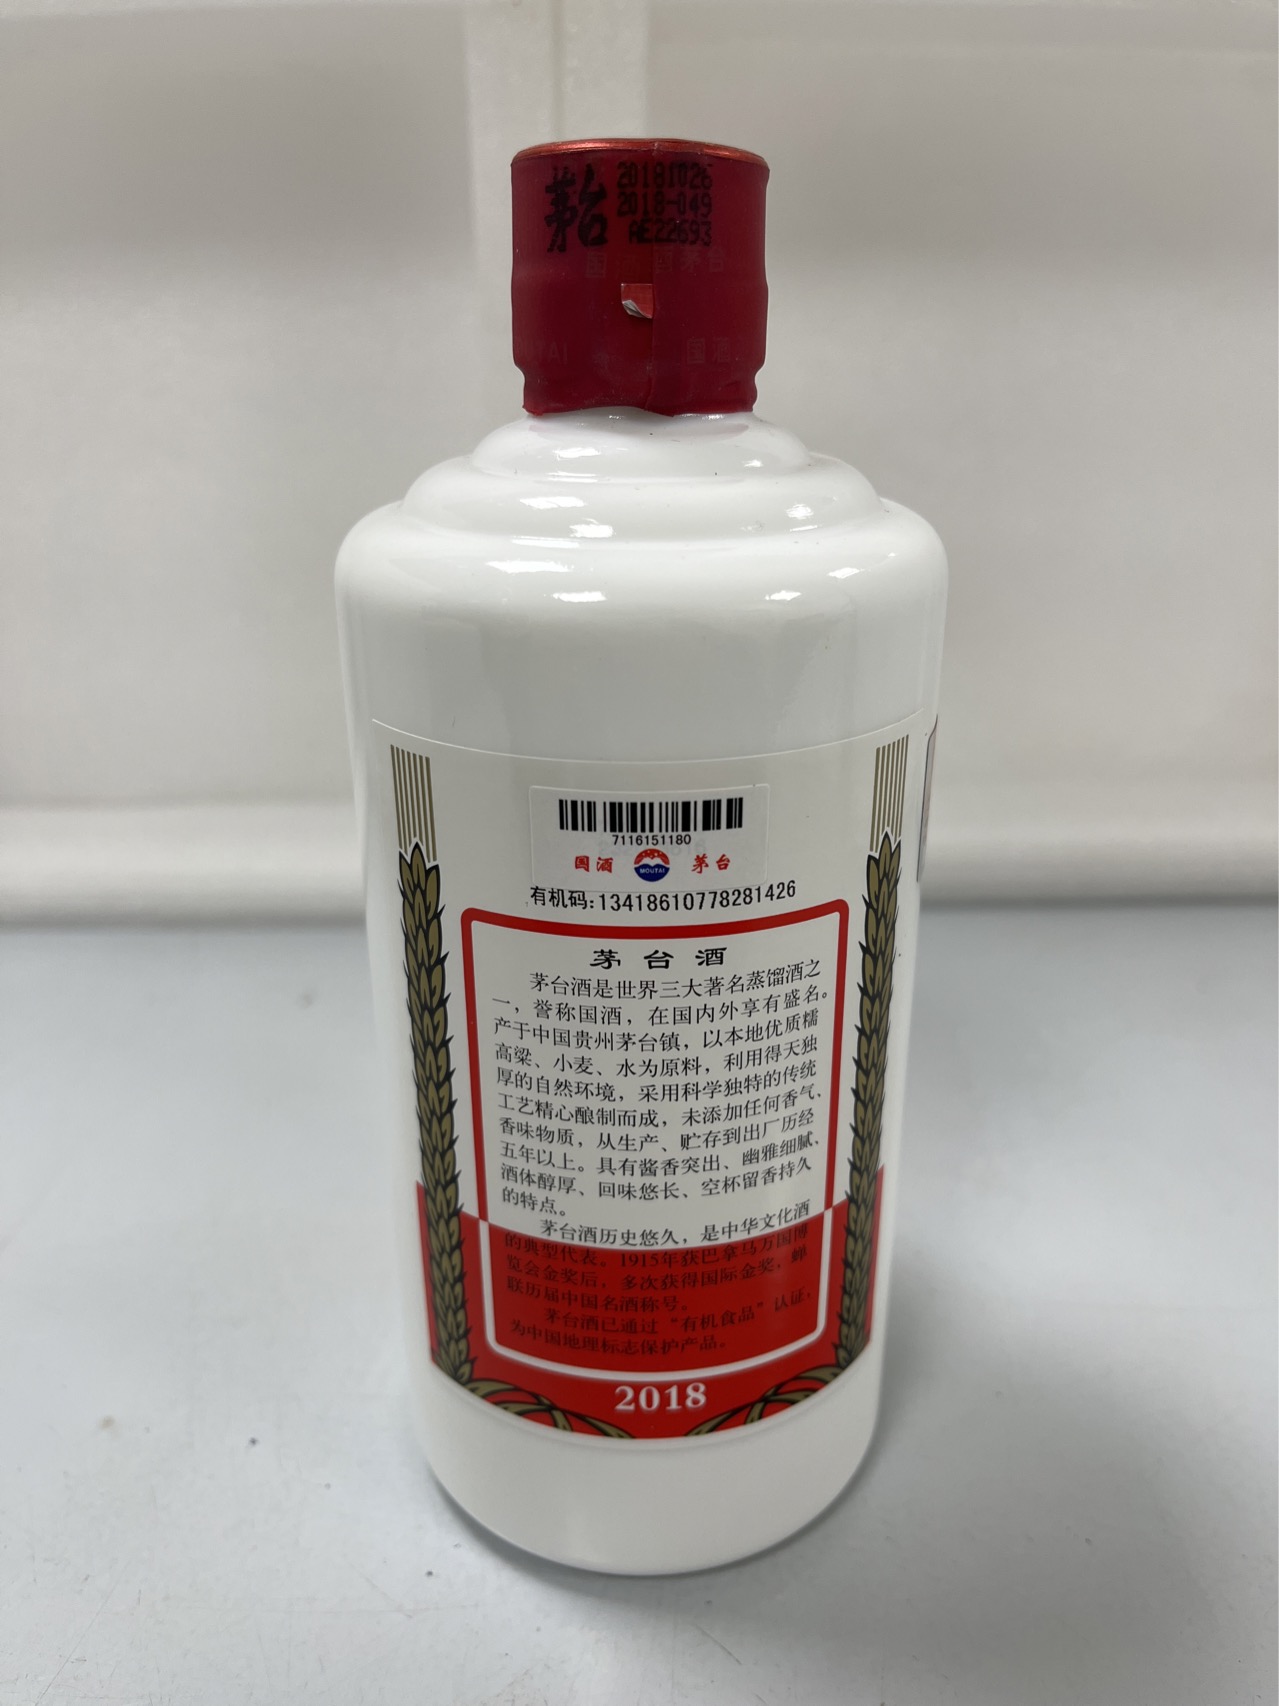 茅台
20181026
2018-049
AE22693
7116151180
国酒 MOUTAI 茅台
有机码:13418610778281426
茅台酒
茅台酒是世界三大著名蒸馏酒之
一，誉称国酒，在国内外享有盛名。
产于中国贵州茅台镇，以本地优质糯
高粱、小麦、水为原料，利用得天独
厚的自然环境，采用科学独特的传统
工艺精心酿制而成，未添加任何香气、
香味物质，从生产、贮存到出厂历经
五年以上。具有酱香突出、幽雅细腻、
酒体醇厚、回味悠长、空杯留香持久
的特点。
茅台酒历史悠久，是中华文化酒
的典型代表。1915年获巴拿马万国博
览会金奖后，多次获得国际金奖，蝉
联历届中国名酒称号。
茅台酒已通过“有机食品”认证，
为中国地理标志保护产品。
2018